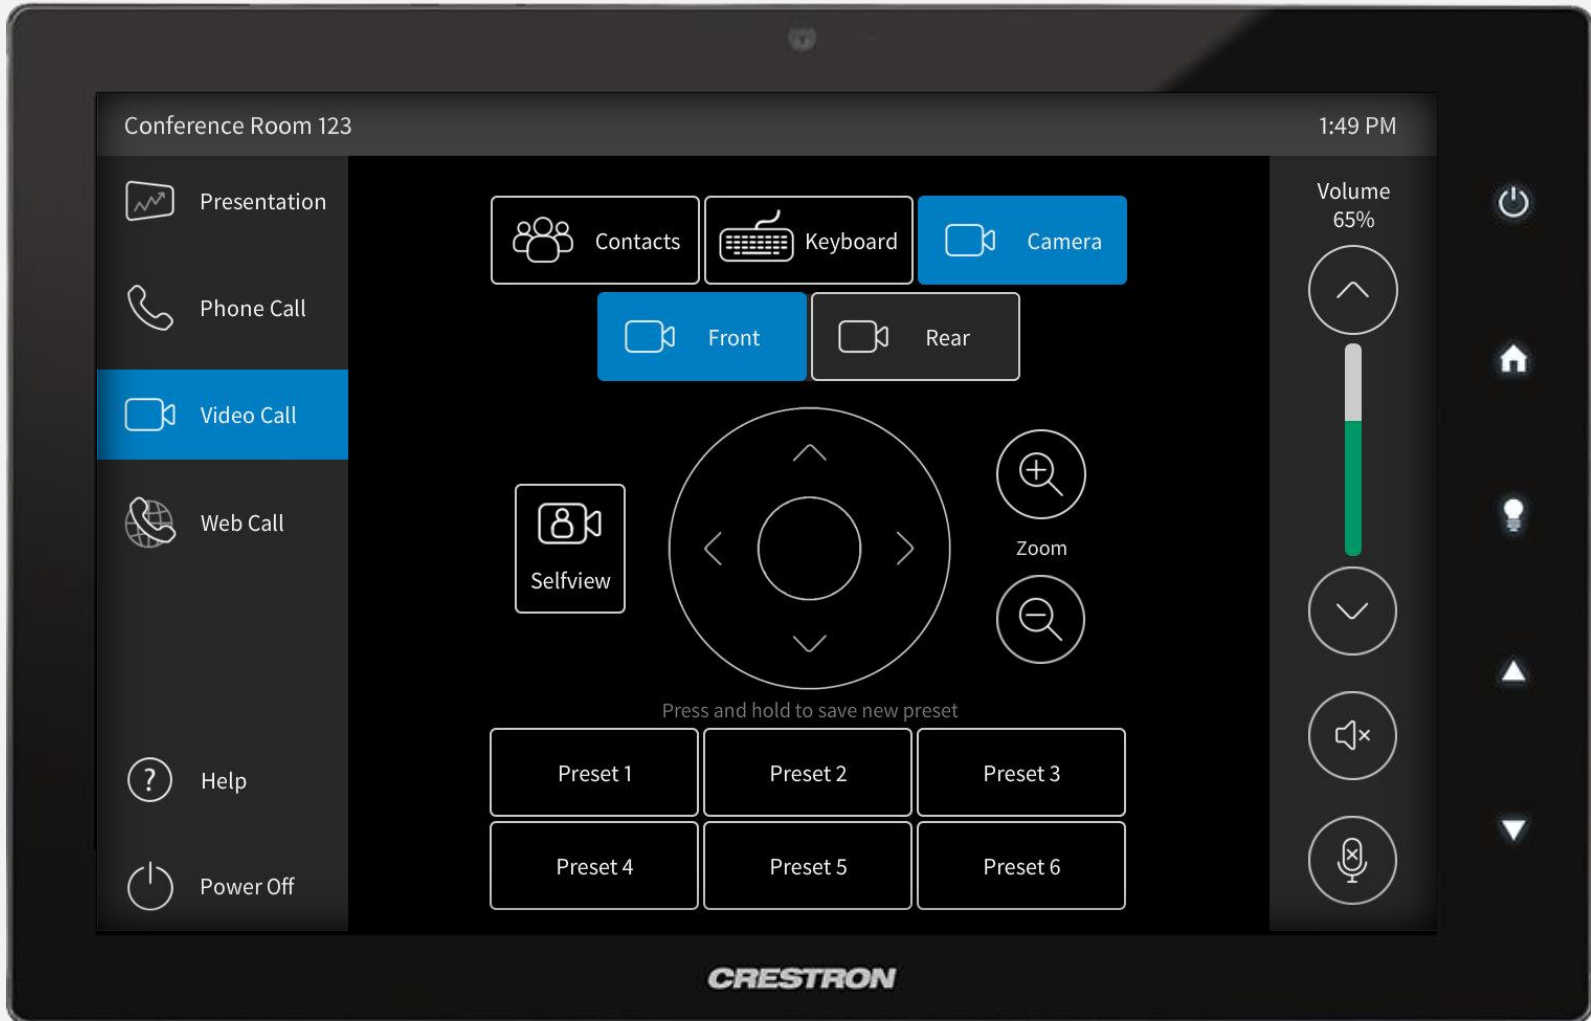 Conference Room 123
1:49 PM
Presentation
Phone Call
Video Call
Web Call
Help
Power Off
Contacts
Keyboard
Camera
Front
Rear
Selfview
Zoom
Press and hold to save new preset
Preset 1
Preset 2
Preset 3
Preset 4
Preset 5
Preset 6
Volume
65%
CRESTRON